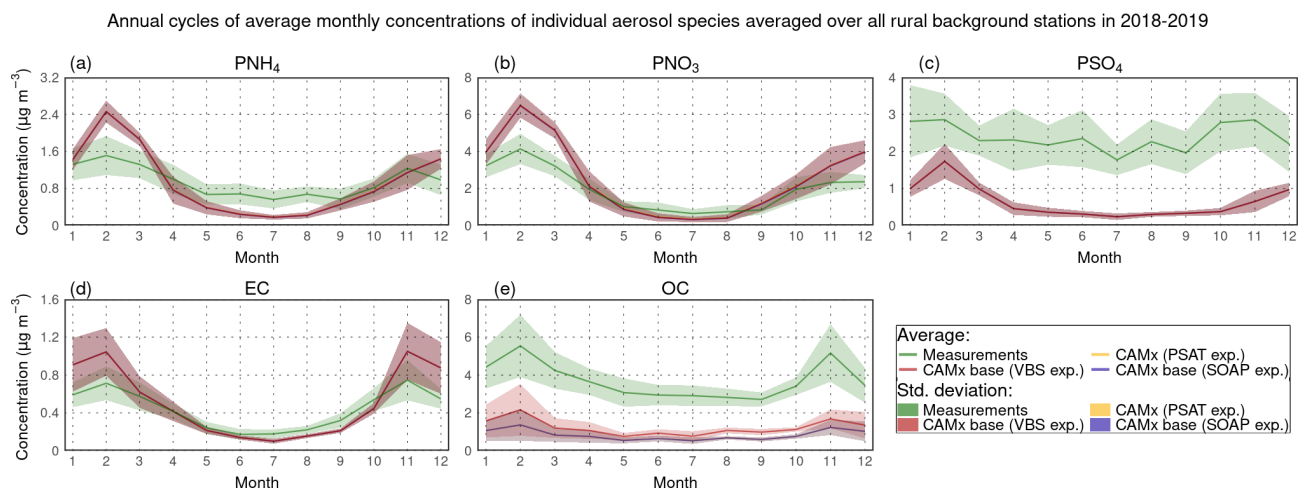 Annual cycles of average monthly concentrations of individual aerosol species averaged over all rural background stations in 2018-2019
(a) PNH₄
(b) PNO₃
(c) PSO₄
Concentration (μg m⁻³)
3.2
2.4
1.6
0.8
0
8
6
4
2
0
4
3
2
1
0
1 2 3 4 5 6 7 8 9 10 11 12
1 2 3 4 5 6 7 8 9 10 11 12
1 2 3 4 5 6 7 8 9 10 11 12
Month
Month
Month
(d) EC
(e) OC
Concentration (μg m⁻³)
1.6
1.2
0.8
0.4
0
8
6
4
2
0
1 2 3 4 5 6 7 8 9 10 11 12
1 2 3 4 5 6 7 8 9 10 11 12
Month
Month
Average:
Measurements CAMx (PSAT exp.)
CAMx base (VBS exp.) CAMx base (SOAP exp.)
Std. deviation:
Measurements CAMx (PSAT exp.)
CAMx base (VBS exp.) CAMx base (SOAP exp.)